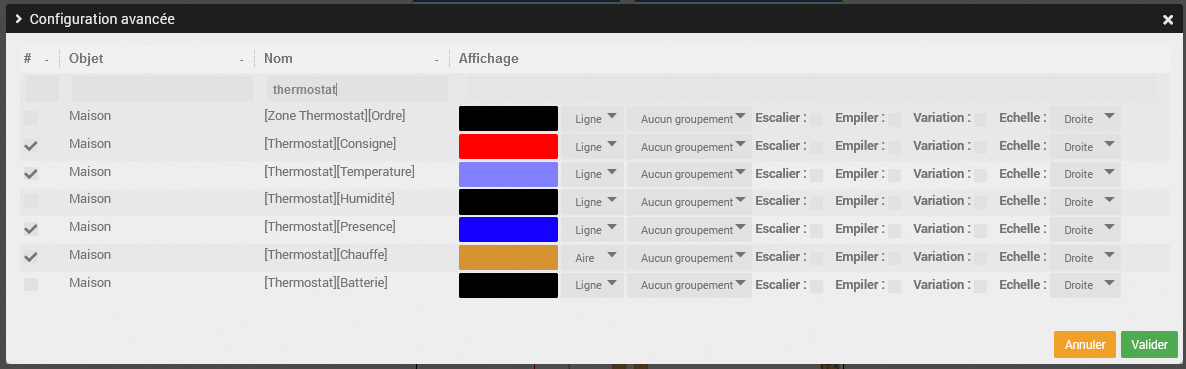 Configuration avancée
# Objet Nom Affichage
thermostat
Maison [Zone Thermostat][Ordre] Ligne Aucun groupement Escalier : Empiler : Variation : Echelle : Droite
Maison [Thermostat][Consigne] Ligne Aucun groupement Escalier : Empiler : Variation : Echelle : Droite
Maison [Thermostat][Temperature] Ligne Aucun groupement Escalier : Empiler : Variation : Echelle : Droite
Maison [Thermostat][Humidité] Ligne Aucun groupement Escalier : Empiler : Variation : Echelle : Droite
Maison [Thermostat][Presence] Ligne Aucun groupement Escalier : Empiler : Variation : Echelle : Droite
Maison [Thermostat][Chauffe] Aire Aucun groupement Escalier : Empiler : Variation : Echelle : Droite
Maison [Thermostat][Batterie] Ligne Aucun groupement Escalier : Empiler : Variation : Echelle : Droite
Annuler Valider